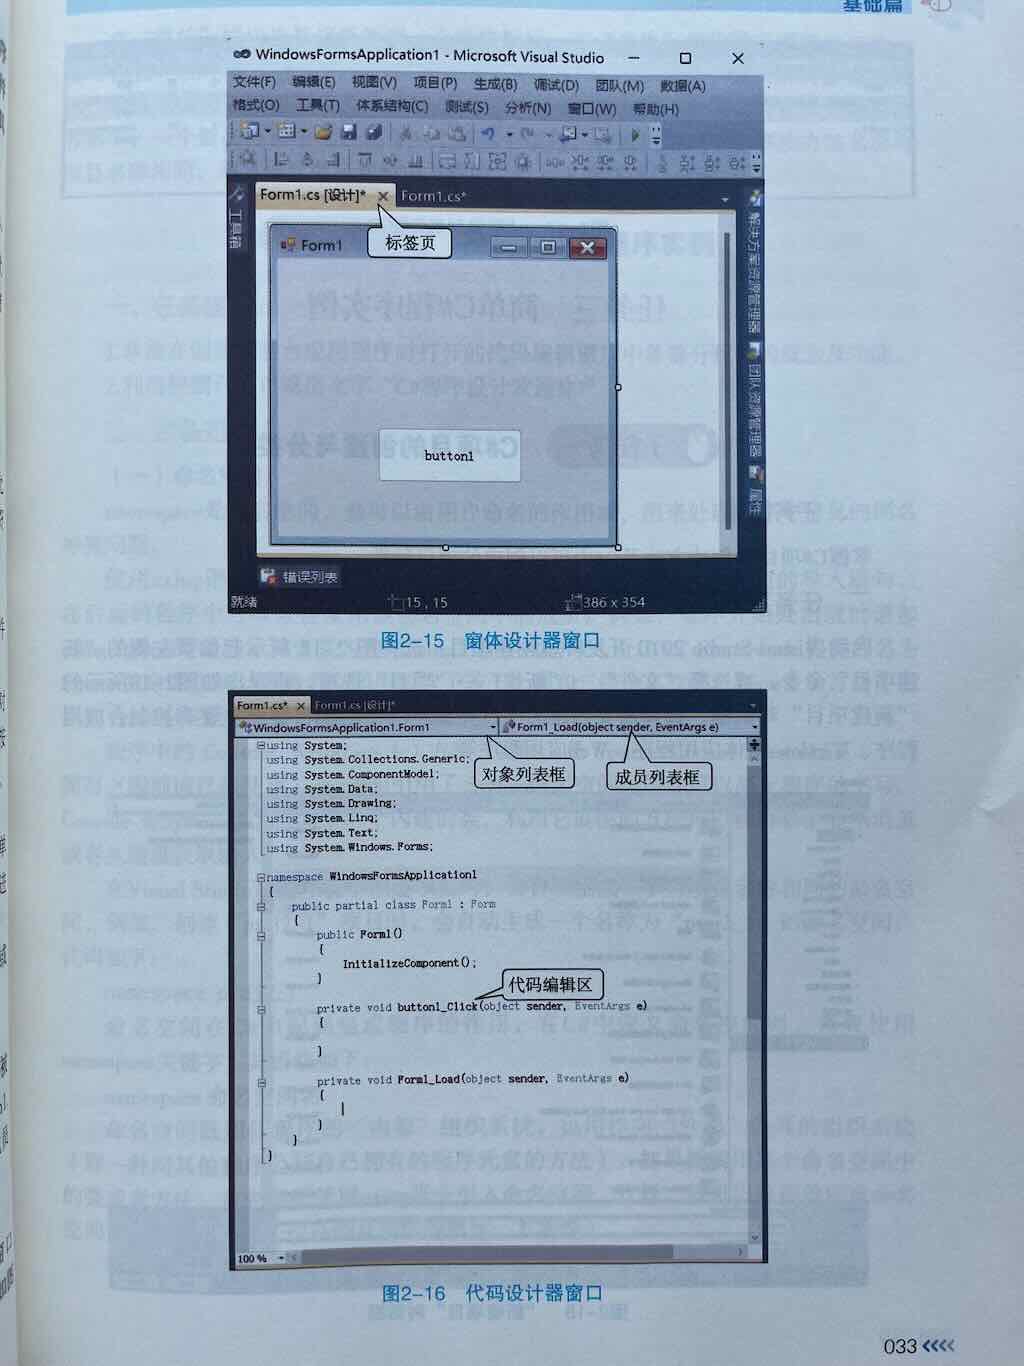 基础篇
WindowsFormsApplication1 - Microsoft Visual Studio
文件(F) 编辑(E) 视图(V) 项目(P) 生成(B) 调试(D) 团队(M) 数据(A)
格式(O) 工具(T) 体系结构(C) 测试(S) 分析(N) 窗口(W) 帮助(H)
Form1.cs [设计]* Form1.cs*
标签页
Form1
工具箱
解决方案资源管理器
团队资源管理器
属性
button1
错误列表
就绪 15 , 15 386 x 354
图2-15 窗体设计器窗口
Form1.cs* Form1.cs [设计]*
WindowsFormsApplication1.Form1 Form1_Load(object sender, EventArgs e)
对象列表框 成员列表框
using System;
using System.Collections.Generic;
using System.ComponentModel;
using System.Data;
using System.Drawing;
using System.Linq;
using System.Text;
using System.Windows.Forms;
namespace WindowsFormsApplication1
{
public partial class Form1 : Form
{
public Form1()
{
InitializeComponent();
}
代码编辑区
private void button1_Click(object sender, EventArgs e)
{
}
private void Form1_Load(object sender, EventArgs e)
{
}
}
}
100 %
图2-16 代码设计器窗口
033